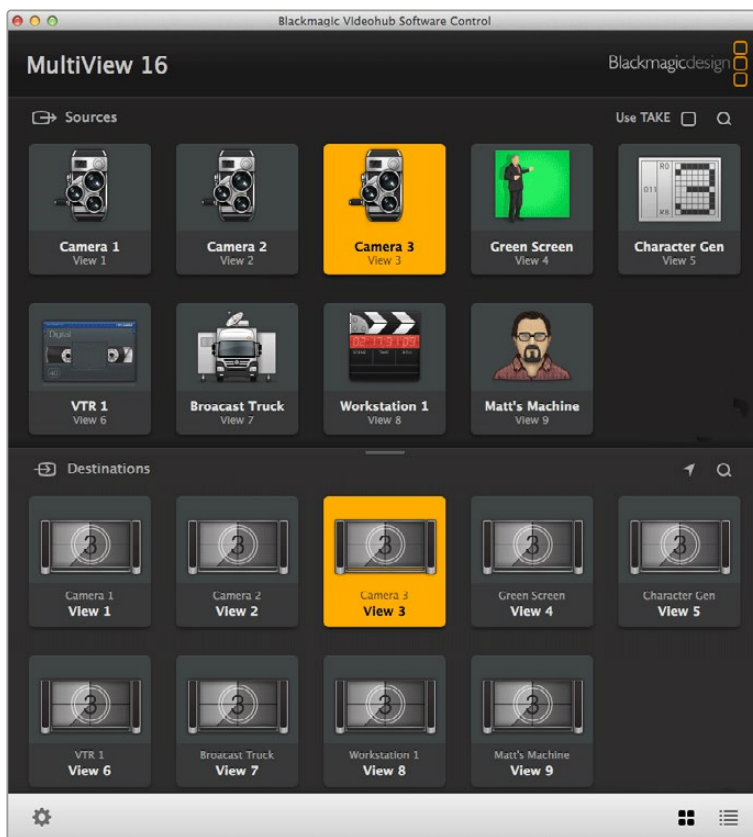 Blackmagic Videohub Software Control
MultiView 16
Blackmagicdesign
Sources
Use TAKE
Camera 1
View 1
Camera 2
View 2
Camera 3
View 3
Green Screen
View 4
Character Gen
View 5
VTR 1
View 6
Broacast Truck
View 7
Workstation 1
View 8
Matt's Machine
View 9
Destinations
Camera 1
View 1
Camera 2
View 2
Camera 3
View 3
Green Screen
View 4
Character Gen
View 5
VTR 1
View 6
Broacast Truck
View 7
Workstation 1
View 8
Matt's Machine
View 9